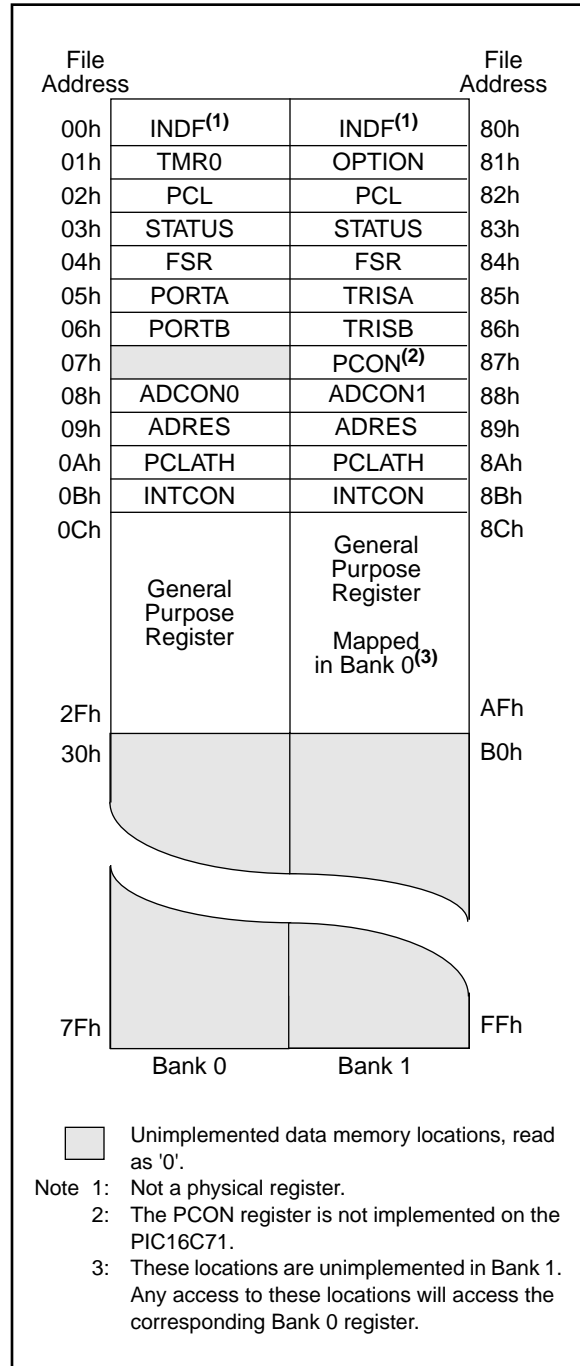 File Address File Address
00h INDF(1) INDF(1) 80h
01h TMR0 OPTION 81h
02h PCL PCL 82h
03h STATUS STATUS 83h
04h FSR FSR 84h
05h PORTA TRISA 85h
06h PORTB TRISB 86h
07h PCON(2) 87h
08h ADCON0 ADCON1 88h
09h ADRES ADRES 89h
0Ah PCLATH PCLATH 8Ah
0Bh INTCON INTCON 8Bh
0Ch 8Ch
General
Purpose
Register
General
Purpose
Register
Mapped
in Bank 0(3)
2Fh AFh
30h B0h
7Fh FFh
Bank 0 Bank 1
Unimplemented data memory locations, read
as '0'.
Note 1: Not a physical register.
2: The PCON register is not implemented on the
PIC16C71.
3: These locations are unimplemented in Bank 1.
Any access to these locations will access the
corresponding Bank 0 register.